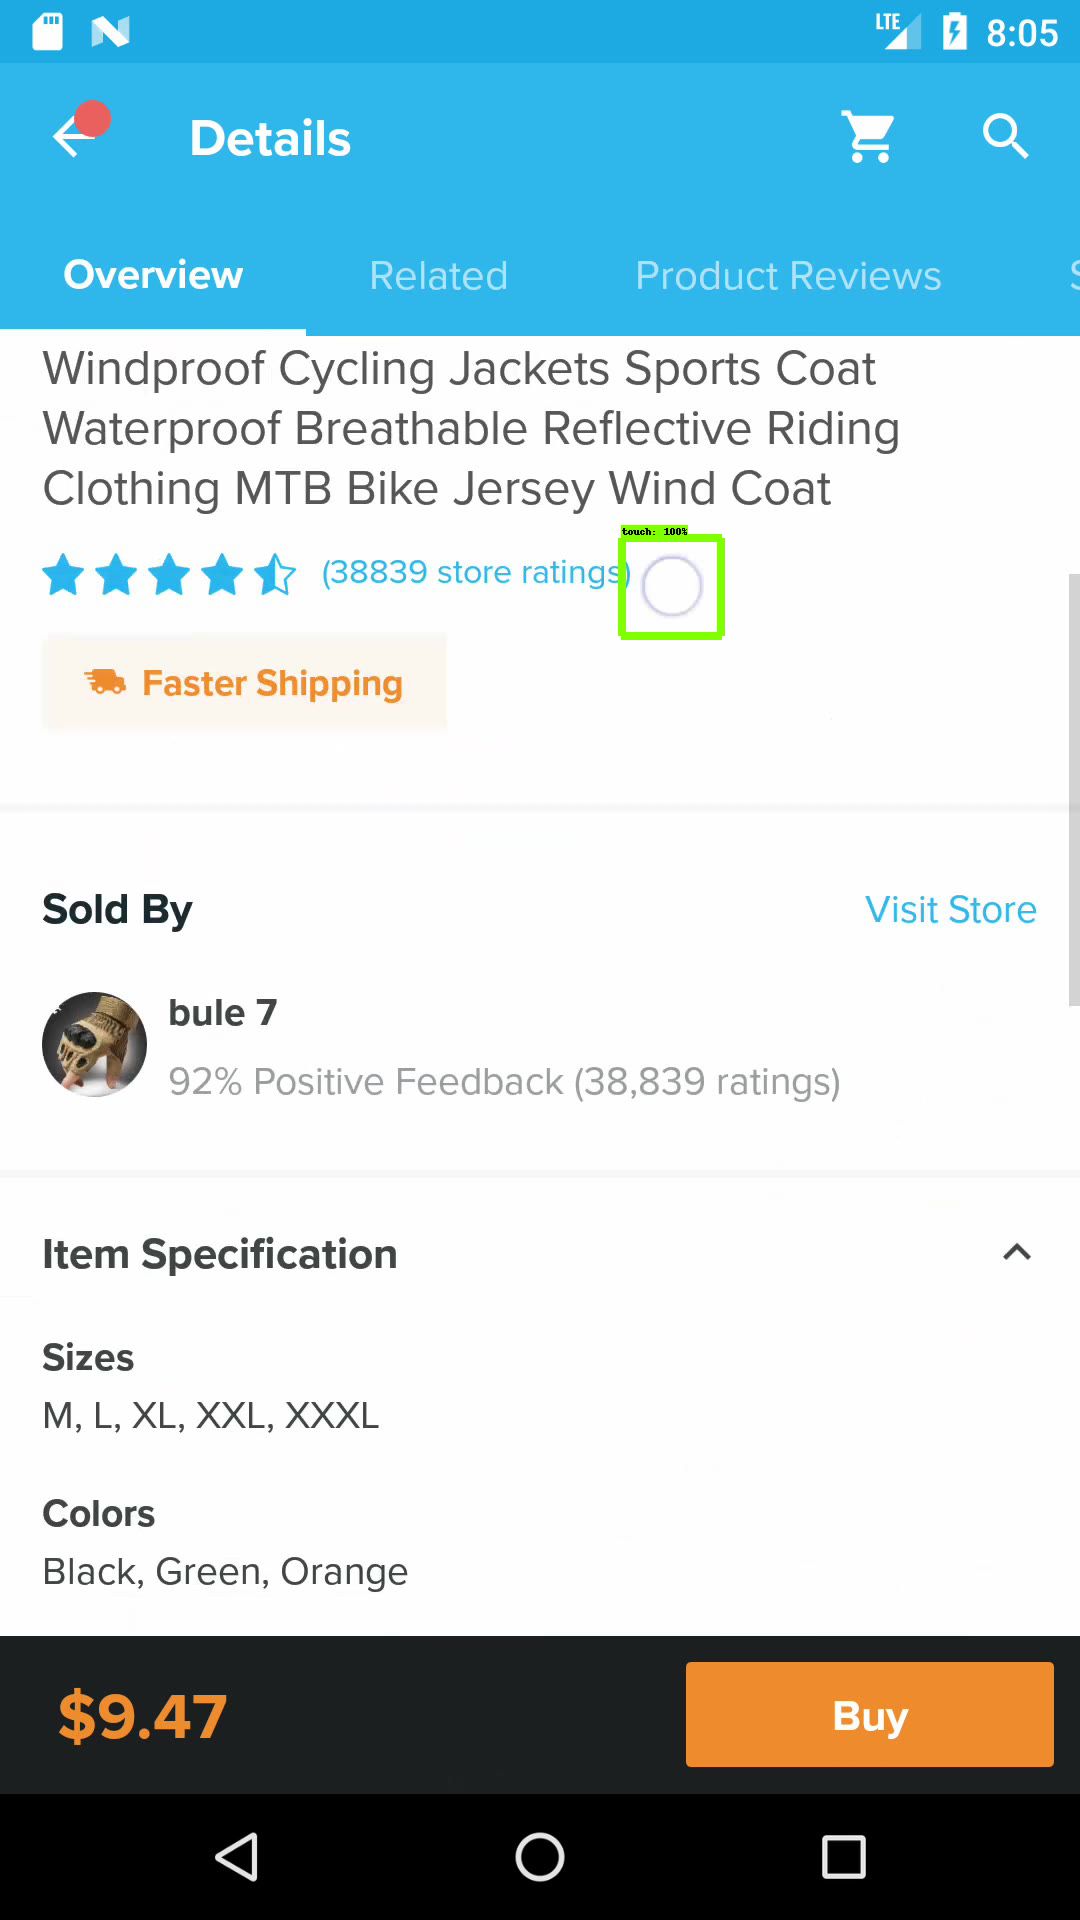 LTE 8:05
Details
Overview Related Product Reviews
Windproof Cycling Jackets Sports Coat
Waterproof Breathable Reflective Riding
Clothing MTB Bike Jersey Wind Coat
touch: 100%
(38839 store ratings)
Faster Shipping
Sold By Visit Store
bule 7
92% Positive Feedback (38,839 ratings)
Item Specification
Sizes
M, L, XL, XXL, XXXL
Colors
Black, Green, Orange
$9.47 Buy